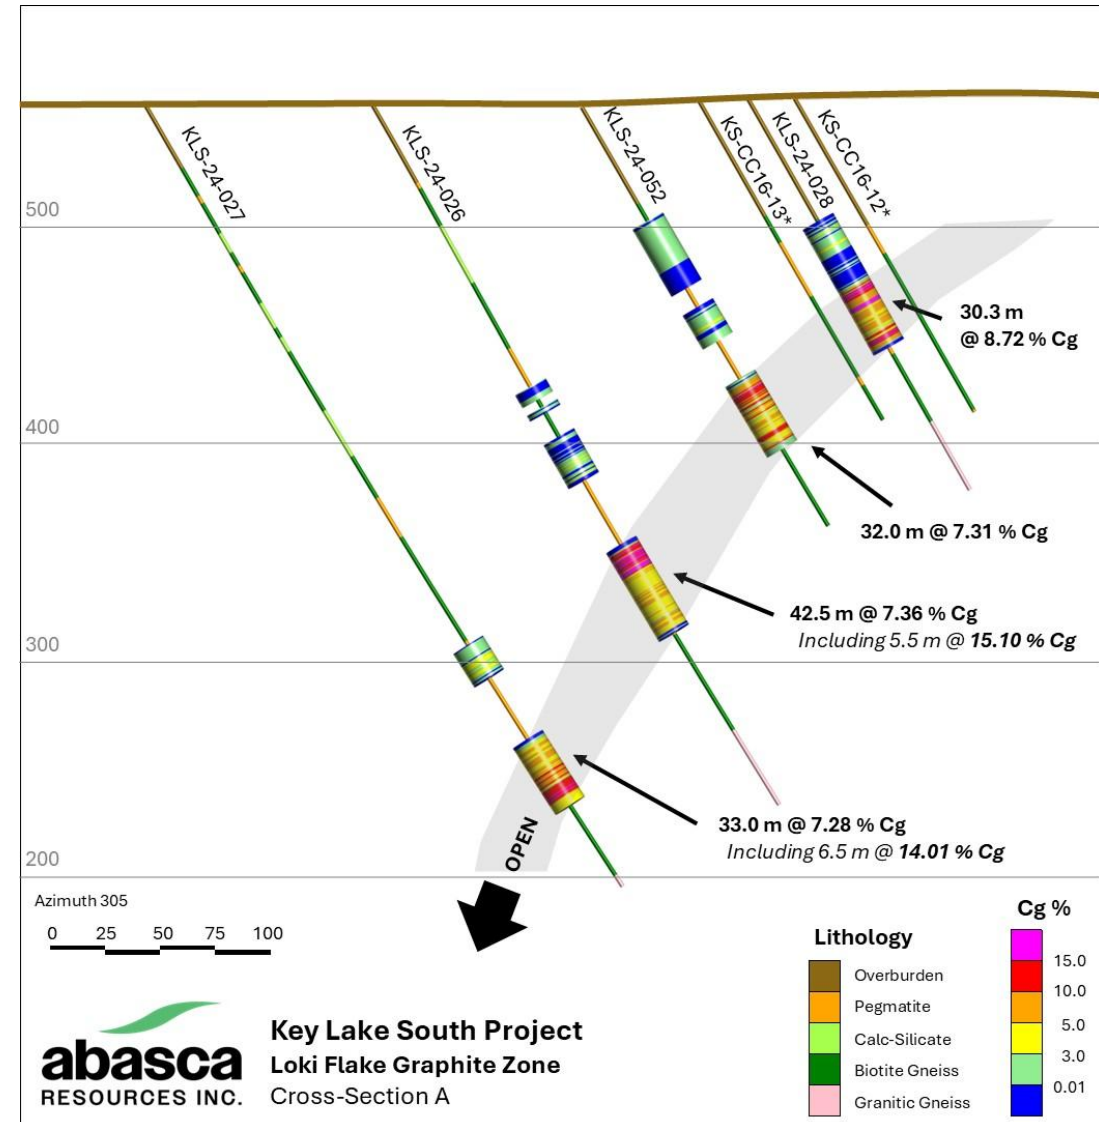 KLS-24-027
KLS-24-026
KLS-24-052
KS-CC16-13*
KLS-24-028
KS-CC16-12*
500
400
300
200
30.3 m
@ 8.72 % Cg
32.0 m @ 7.31 % Cg
42.5 m @ 7.36 % Cg
Including 5.5 m @ 15.10 % Cg
33.0 m @ 7.28 % Cg
Including 6.5 m @ 14.01 % Cg
OPEN
Azimuth 305
0 25 50 75 100
abasca
RESOURCES INC.
Key Lake South Project
Loki Flake Graphite Zone
Cross-Section A
Lithology
Overburden
Pegmatite
Calc-Silicate
Biotite Gneiss
Granitic Gneiss
Cg %
15.0
10.0
5.0
3.0
0.01